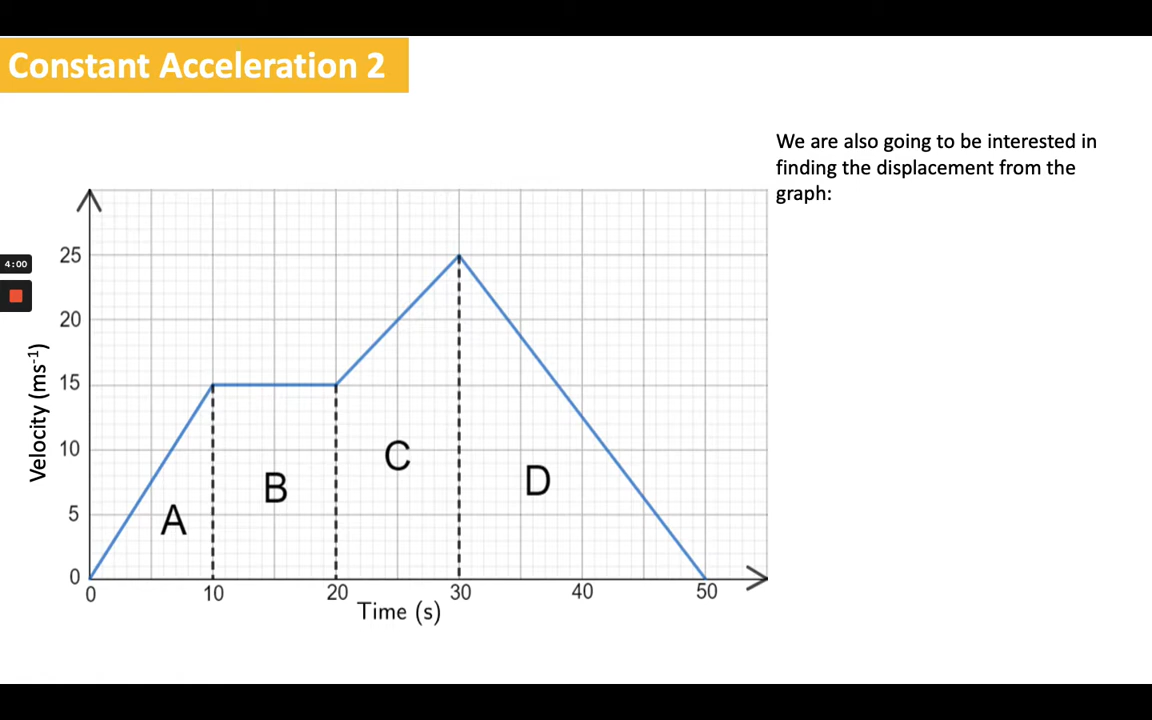 Constant Acceleration 2
We are also going to be interested in
finding the displacement from the
graph:
4:00
25
20
15
10
5
0
Velocity (ms⁻¹)
A
B
C
D
0 10 20 30 40 50
Time (s)